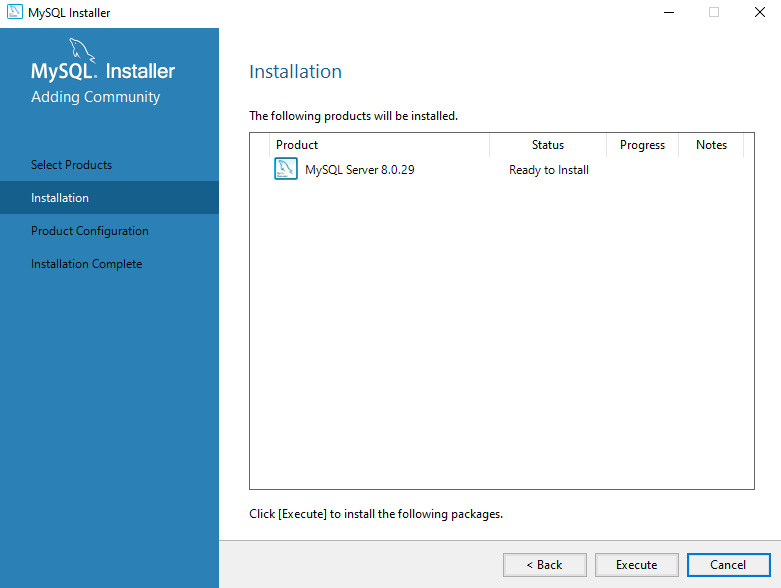 MySQL Installer
MySQL. Installer
Adding Community
Select Products
Installation
Product Configuration
Installation Complete
Installation
The following products will be installed.
Product Status Progress Notes
MySQL Server 8.0.29 Ready to Install
Click [Execute] to install the following packages.
< Back Execute Cancel